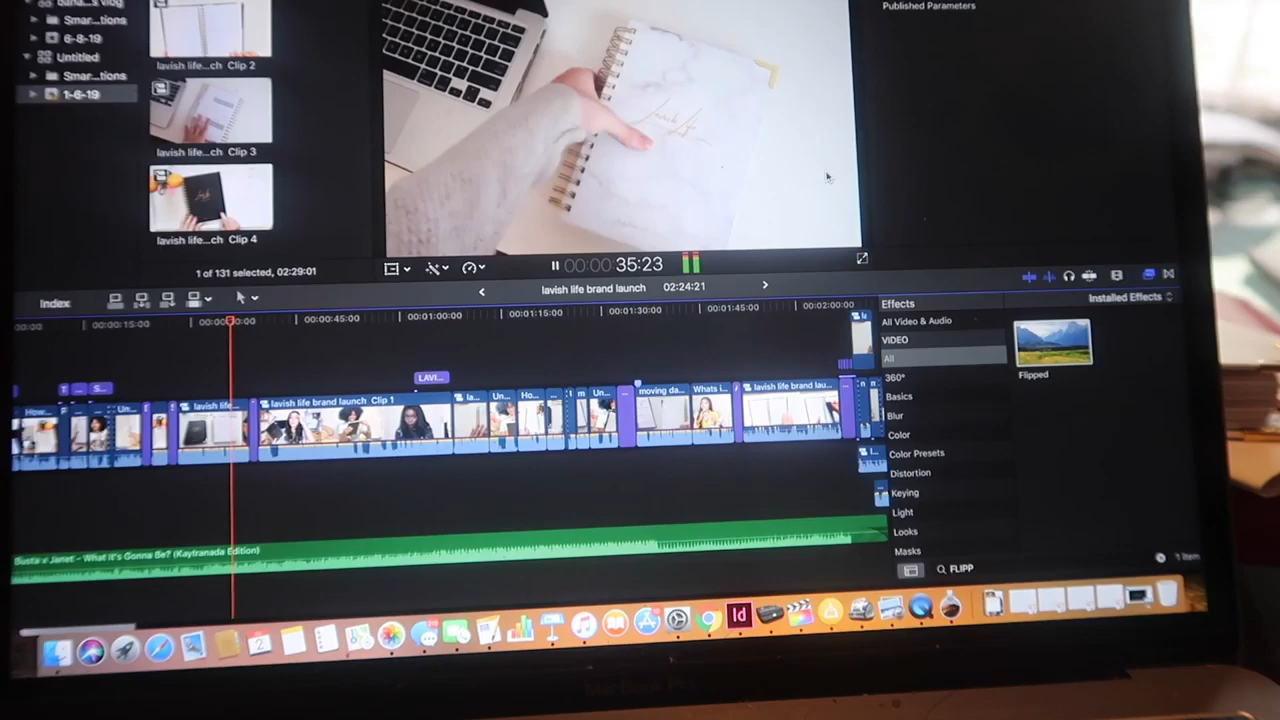 Published Parameters
Smar...tions
6-8-19
Untitled
Smar...tions
1-6-19
lavish life...ch Clip 2
lavish life...ch Clip 3
lavish life...ch Clip 4
1 of 131 selected, 02:29:01
00:00:35:23
Index
lavish life brand launch 02:24:21
00:00:15:00
00:00:45:00
00:01:00:00
00:01:15:00
00:01:30:00
00:01:45:00
00:02:00:00
Effects
Installed Effects
All Video & Audio
VIDEO
All
360°
Basics
Blur
Color
Color Presets
Distortion
Keying
Light
Looks
Masks
Flipped
T
S...
LAVI...
How...
Un...
lavish life...
lavish life brand launch Clip 1
la...
Un...
Ho...
...
m
Un...
...
moving da...
Whats i...
lavish life brand lau...
Busta x Janet - What It's Gonna Be? (Kaytranada Edition)
FLIPP
1 item
2
Id
MacBook Pro